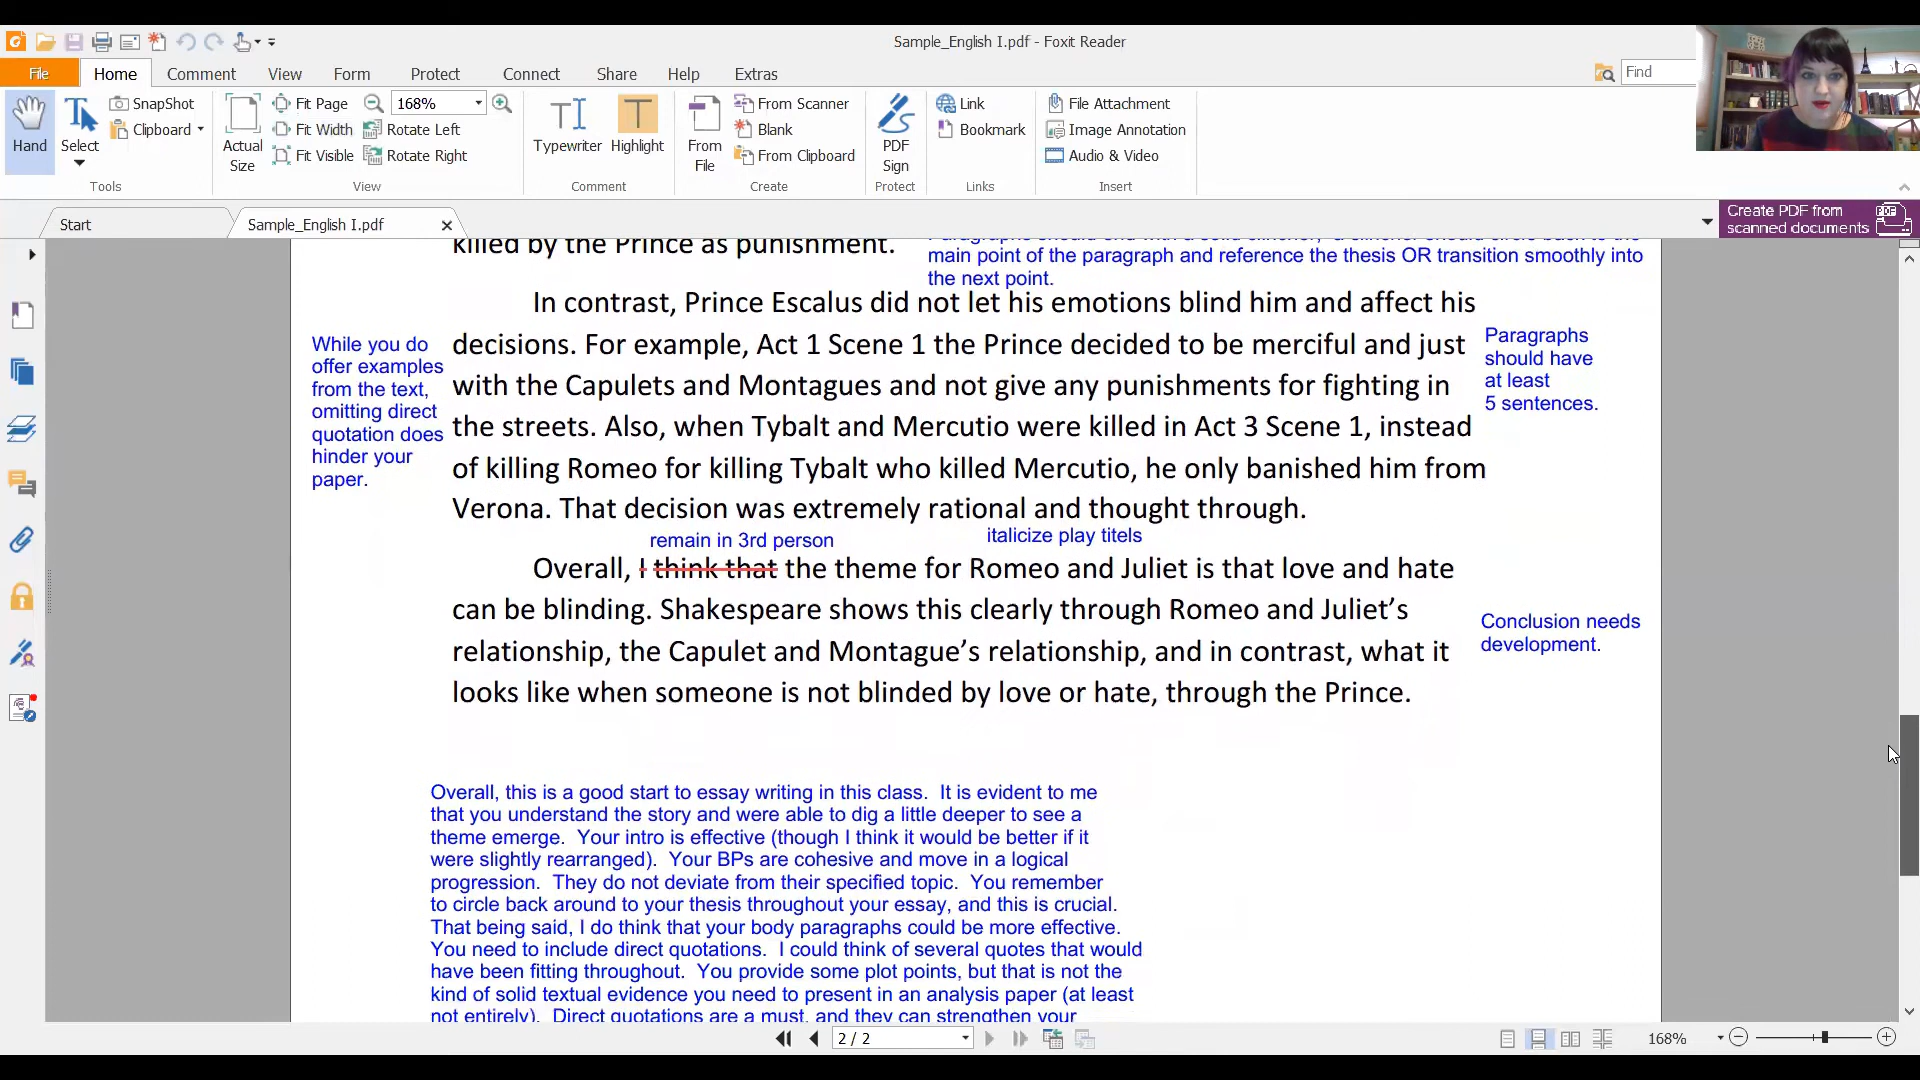 Sample_English I.pdf - Foxit Reader
File Home Comment View Form Protect Connect Share Help Extras
Find
Hand
Select
SnapShot
Clipboard
Tools
Actual Size
Fit Page
Fit Width
Fit Visible
168%
Rotate Left
Rotate Right
View
Typewriter
Highlight
Comment
From File
From Scanner
Blank
From Clipboard
Create
PDF Sign
Protect
Link
Bookmark
Links
File Attachment
Image Annotation
Audio & Video
Insert
Start
Sample_English I.pdf
Create PDF from
scanned documents
PDF
killed by the Prince as punishment.
main point of the paragraph and reference the thesis OR transition smoothly into
the next point.
In contrast, Prince Escalus did not let his emotions blind him and affect his
decisions. For example, Act 1 Scene 1 the Prince decided to be merciful and just
with the Capulets and Montagues and not give any punishments for fighting in
the streets. Also, when Tybalt and Mercutio were killed in Act 3 Scene 1, instead
of killing Romeo for killing Tybalt who killed Mercutio, he only banished him from
Verona. That decision was extremely rational and thought through.
While you do
offer examples
from the text,
omitting direct
quotation does
hinder your
paper.
Paragraphs
should have
at least
5 sentences.
remain in 3rd person
italicize play titels
Overall, I think that the theme for Romeo and Juliet is that love and hate
can be blinding. Shakespeare shows this clearly through Romeo and Juliet’s
relationship, the Capulet and Montague’s relationship, and in contrast, what it
looks like when someone is not blinded by love or hate, through the Prince.
Conclusion needs
development.
Overall, this is a good start to essay writing in this class.  It is evident to me
that you understand the story and were able to dig a little deeper to see a
theme emerge.  Your intro is effective (though I think it would be better if it
were slightly rearranged).  Your BPs are cohesive and move in a logical
progression.  They do not deviate from their specified topic.  You remember
to circle back around to your thesis throughout your essay, and this is crucial.
That being said, I do think that your body paragraphs could be more effective.
You need to include direct quotations.  I could think of several quotes that would
have been fitting throughout.  You provide some plot points, but that is not the
kind of solid textual evidence you need to present in an analysis paper (at least
not entirely).  Direct quotations are a must, and they can strengthen your
2 / 2
168%